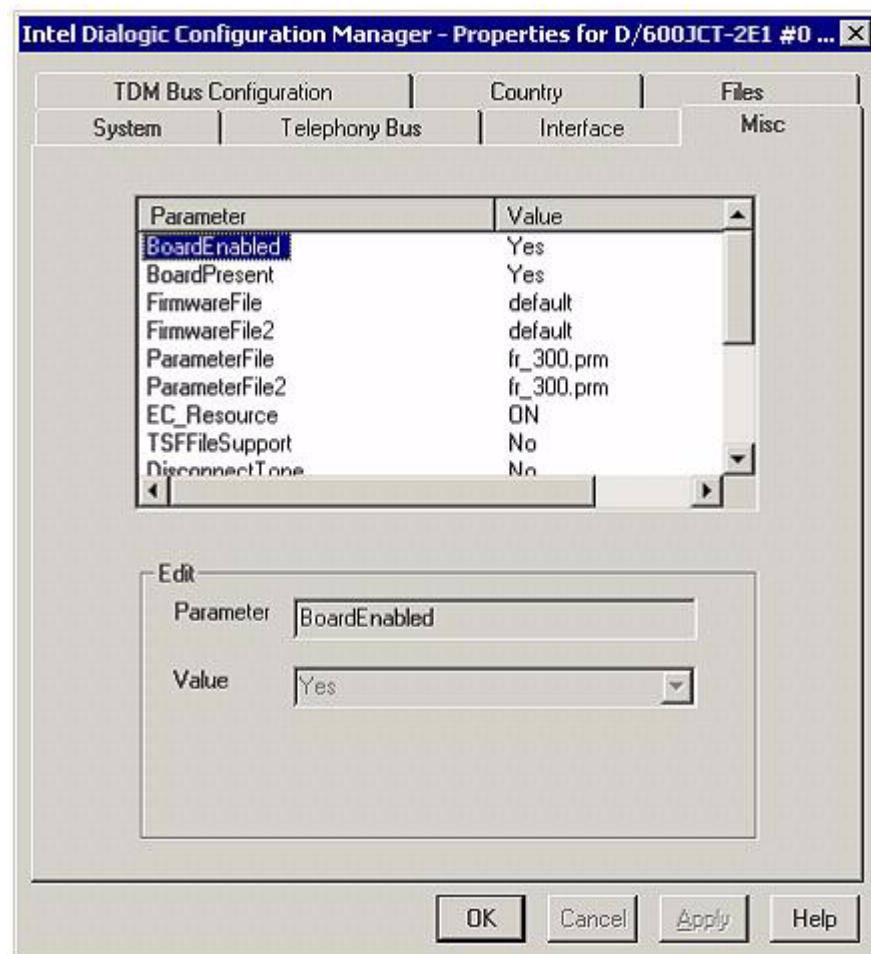 Intel Dialogic Configuration Manager - Properties for D/600JCT-2E1 #0 ...
TDM Bus Configuration Country Files
System Telephony Bus Interface Misc
Parameter Value
BoardEnabled Yes
BoardPresent Yes
FirmwareFile default
FirmwareFile2 default
ParameterFile fr_300.prm
ParameterFile2 fr_300.prm
EC_Resource ON
TSFFileSupport No
DisconnectTone No
Edit
Parameter BoardEnabled
Value Yes
OK Cancel Apply Help